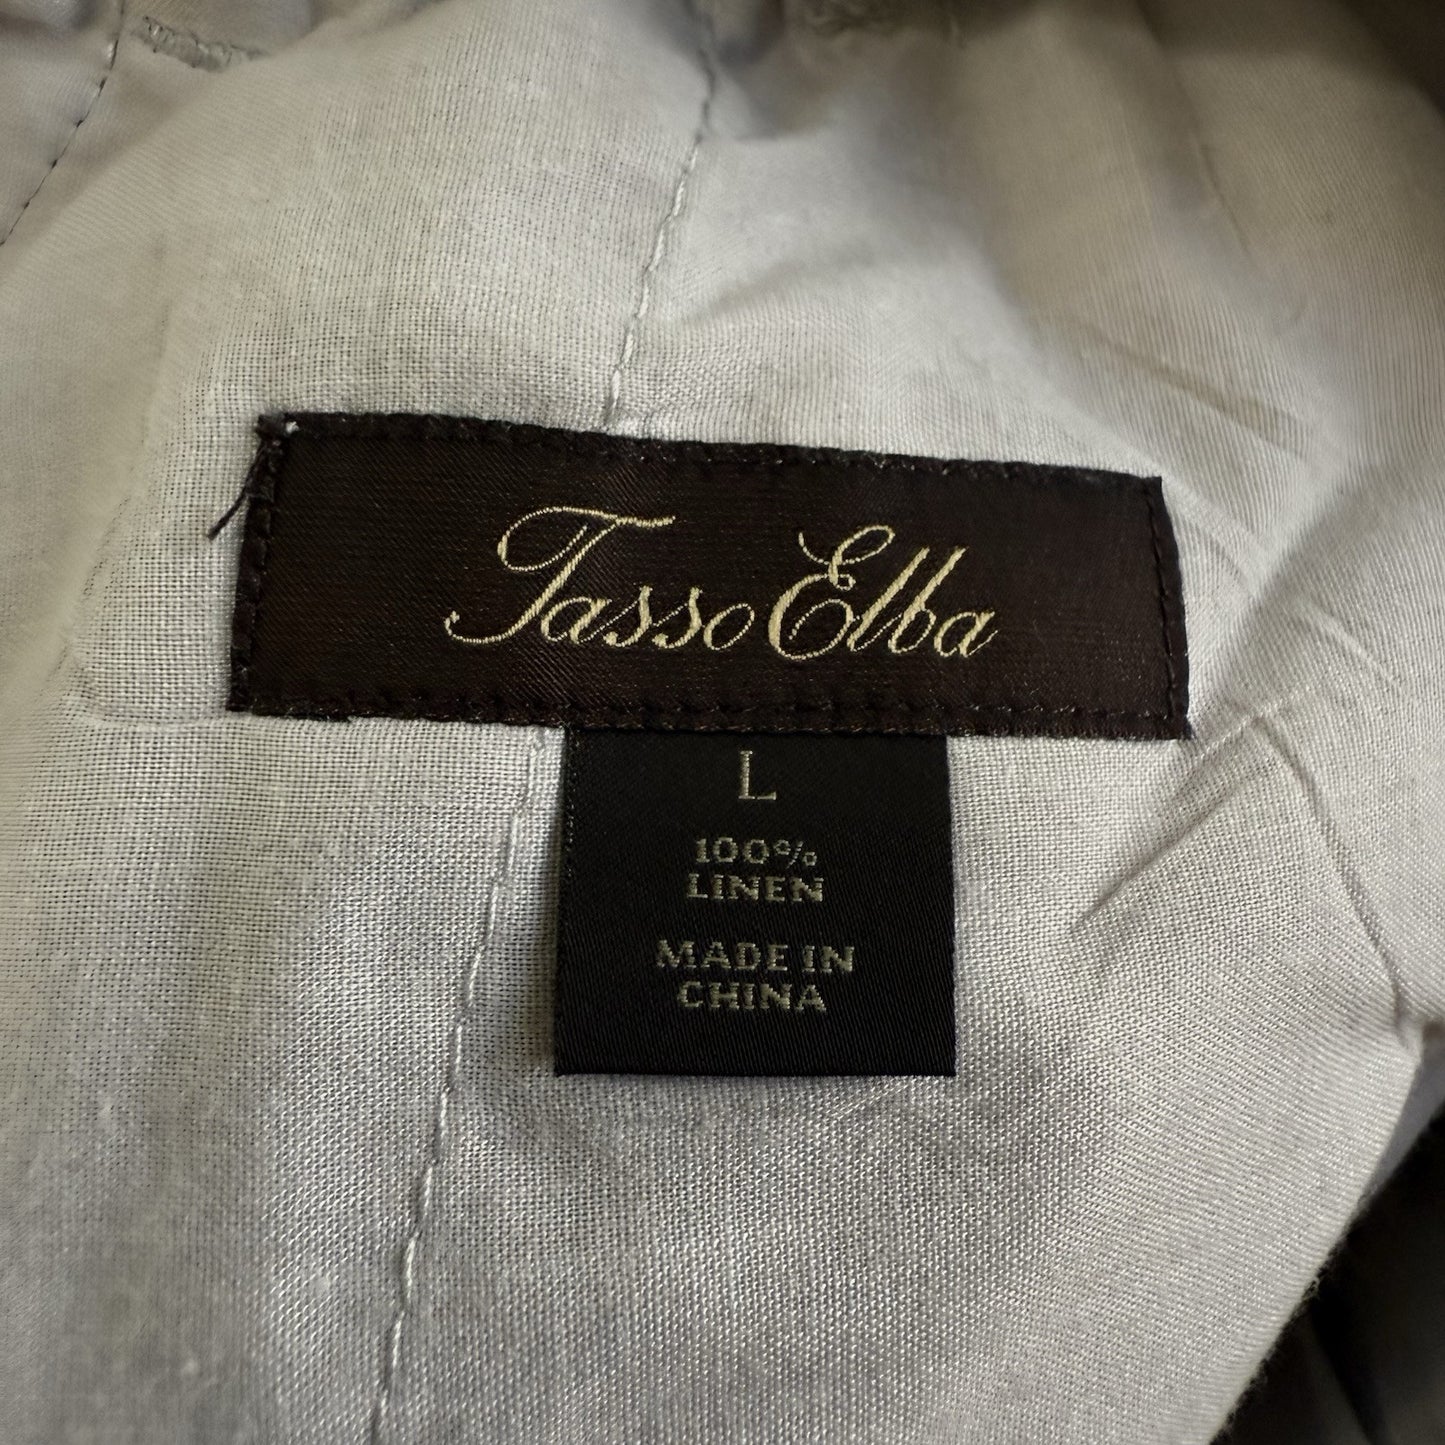 Tasso Elba
L
100%
LINEN
MADE IN
CHINA